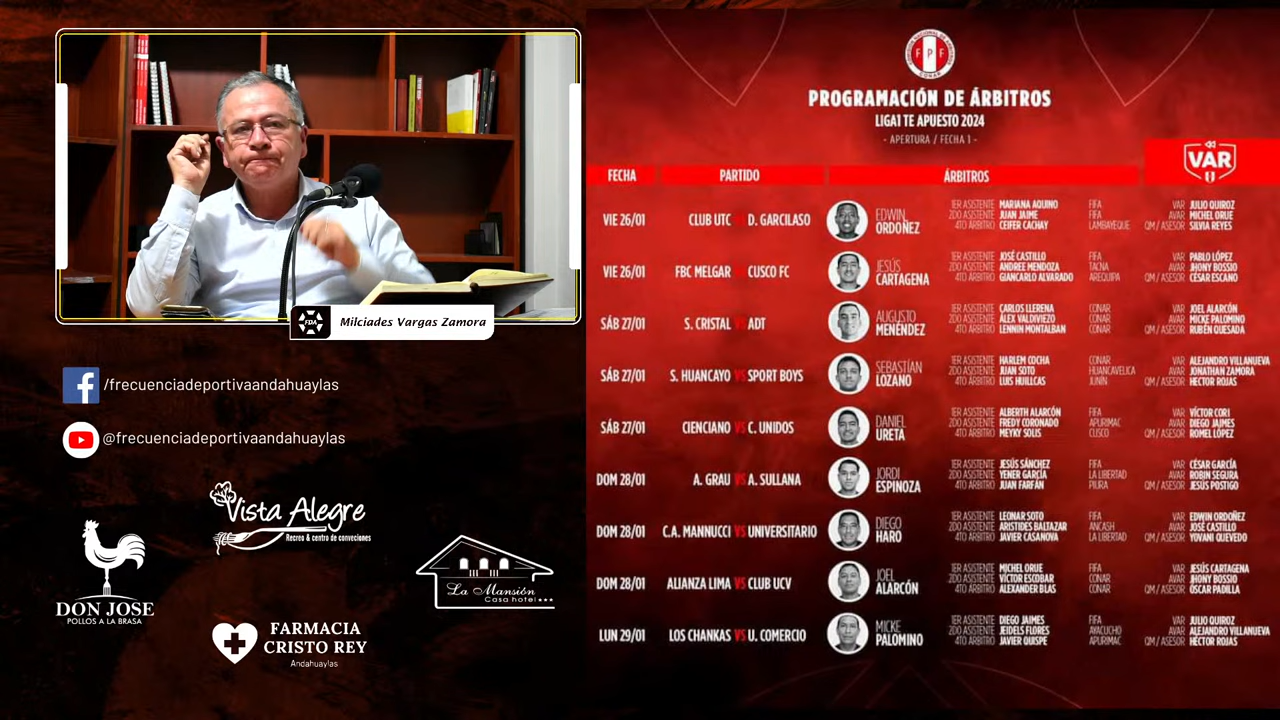 FDA
Milciades Vargas Zamora
/frecuenciadeportivaandahuaylas
@frecuenciadeportivaandahuaylas
Vista Alegre
Recreo & centro de convenciones
DON JOSE
POLLOS A LA BRASA
La Mansión
Casa hotel
FARMACIA
CRISTO REY
Andahuaylas
FPF
CONAR
PROGRAMACIÓN DE ÁRBITROS
LIGA1 TE APUESTO 2024
- APERTURA / FECHA 1 -
FECHA PARTIDO ÁRBITROS VAR
VIE 26/01 CLUB UTC VS D. GARCILASO EDWIN ORDOÑEZ
1ER ASISTENTE MARIANA AQUINO FIFA VAR JULIO QUIROZ
2DO ASISTENTE JUAN JAIME FIFA AVAR MICHEL ORUE
4TO ÁRBITRO CEIFER CACHAY LAMBAYEQUE QM / ASESOR SILVIA REYES
VIE 26/01 FBC MELGAR VS CUSCO FC JESÚS CARTAGENA
1ER ASISTENTE JOSÉ CASTILLO FIFA VAR PABLO LÓPEZ
2DO ASISTENTE ANDREE MENDOZA TACNA AVAR JHONY BOSSIO
4TO ÁRBITRO GIANCARLO ALVARADO AREQUIPA QM / ASESOR CÉSAR ESCANO
SÁB 27/01 S. CRISTAL VS ADT AUGUSTO MENÉNDEZ
1ER ASISTENTE CARLOS LLERENA CONAR VAR JOEL ALARCÓN
2DO ASISTENTE ÁLEX VALDIVIEZO CONAR AVAR MICKE PALOMINO
4TO ÁRBITRO LENNIN MONTALBAN CONAR QM / ASESOR RUBÉN QUESADA
SÁB 27/01 S. HUANCAYO VS SPORT BOYS SEBASTÍAN LOZANO
1ER ASISTENTE HARLEM COCHA CONAR VAR ALEJANDRO VILLANUEVA
2DO ASISTENTE JUAN SOTO HUANCAVELICA AVAR JONATHAN ZAMORA
4TO ÁRBITRO LUIS HUILLCAS JUNÍN QM / ASESOR HÉCTOR ROJAS
SÁB 27/01 CIENCIANO VS C. UNIDOS DANIEL URETA
1ER ASISTENTE ALBERTH ALARCÓN FIFA VAR VÍCTOR CORI
2DO ASISTENTE FREDY CORONADO APURIMAC AVAR DIEGO JAIMES
4TO ÁRBITRO MEYKY SOLIS CUSCO QM / ASESOR ROMEL LÓPEZ
DOM 28/01 A. GRAU VS A. SULLANA JORDI ESPINOZA
1ER ASISTENTE JESÚS SÁNCHEZ FIFA VAR CÉSAR GARCÍA
2DO ASISTENTE YENER GARCÍA LA LIBERTAD AVAR ROBIN SEGURA
4TO ÁRBITRO JUAN FARFÁN PIURA QM / ASESOR JESÚS POSTIGO
DOM 28/01 C.A. MANNUCCI VS UNIVERSITARIO DIEGO HARO
1ER ASISTENTE LEONAR SOTO FIFA VAR EDWIN ORDOÑEZ
2DO ASISTENTE ARISTIDES BALTAZAR ANCASH AVAR JOSÉ CASTILLO
4TO ÁRBITRO JAVIER CASANOVA LA LIBERTAD QM / ASESOR YOVANI QUEVEDO
DOM 28/01 ALIANZA LIMA VS CLUB UCV JOEL ALARCÓN
1ER ASISTENTE MICHEL ORUE FIFA VAR JESÚS CARTAGENA
2DO ASISTENTE VÍCTOR ESCOBAR CONAR AVAR JHONY BOSSIO
4TO ÁRBITRO ALEXANDER BLAS CONAR QM / ASESOR ÓSCAR PADILLA
LUN 29/01 LOS CHANKAS VS U. COMERCIO MICKE PALOMINO
1ER ASISTENTE DIEGO JAIMES FIFA VAR JULIO QUIROZ
2DO ASISTENTE JEIDELS FLORES AYACUCHO AVAR ALEJANDRO VILLANUEVA
4TO ÁRBITRO JAVIER QUISPE APURIMAC QM / ASESOR HÉCTOR ROJAS